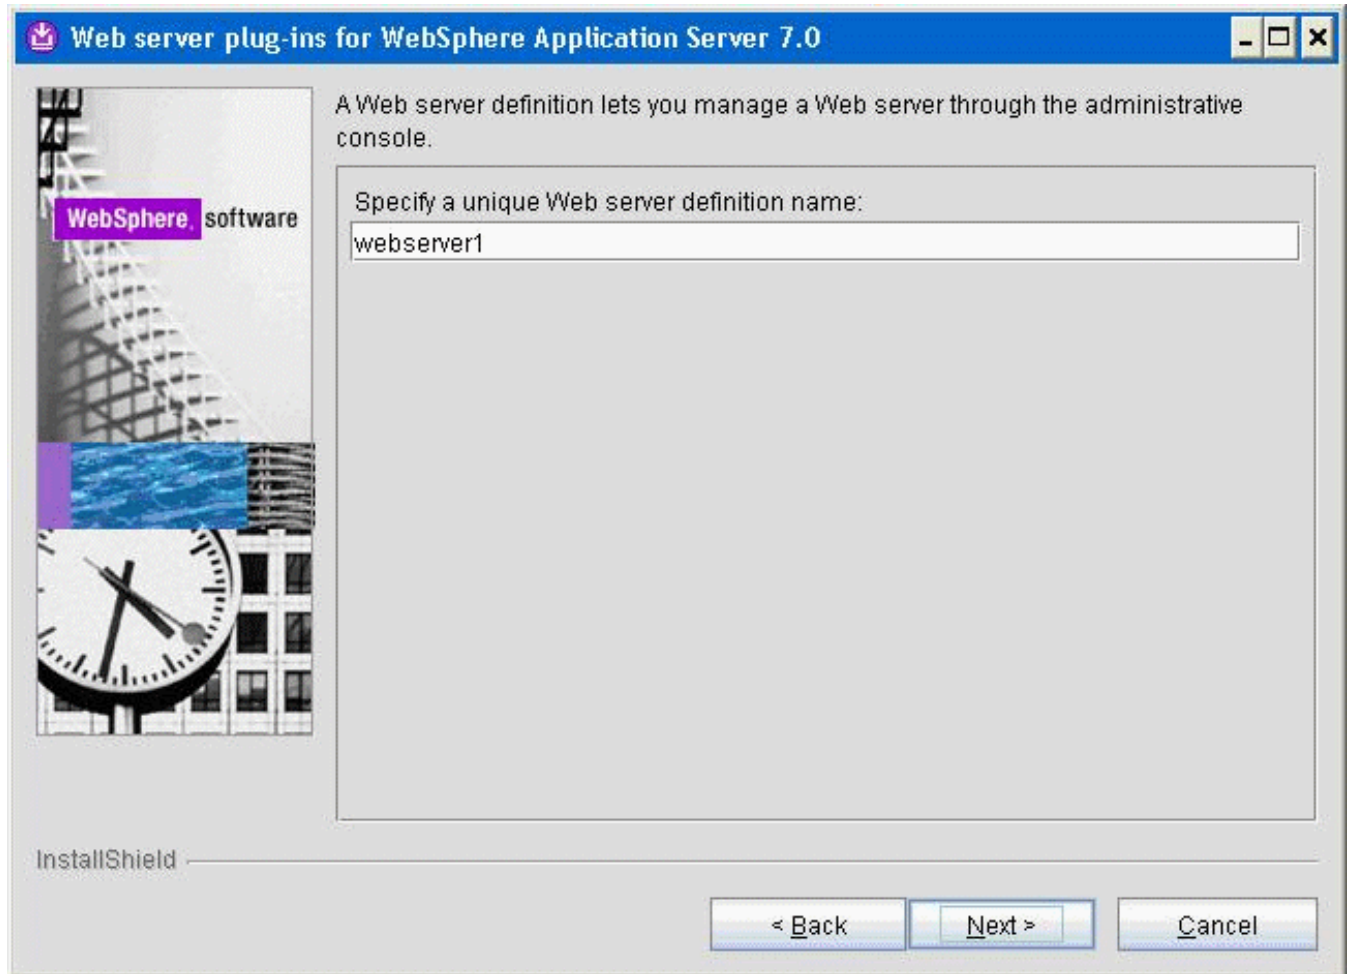 Web server plug-ins for WebSphere Application Server 7.0
A Web server definition lets you manage a Web server through the administrative
console.
WebSphere. software
Specify a unique Web server definition name:
webserver1
InstallShield
< Back
Next >
Cancel